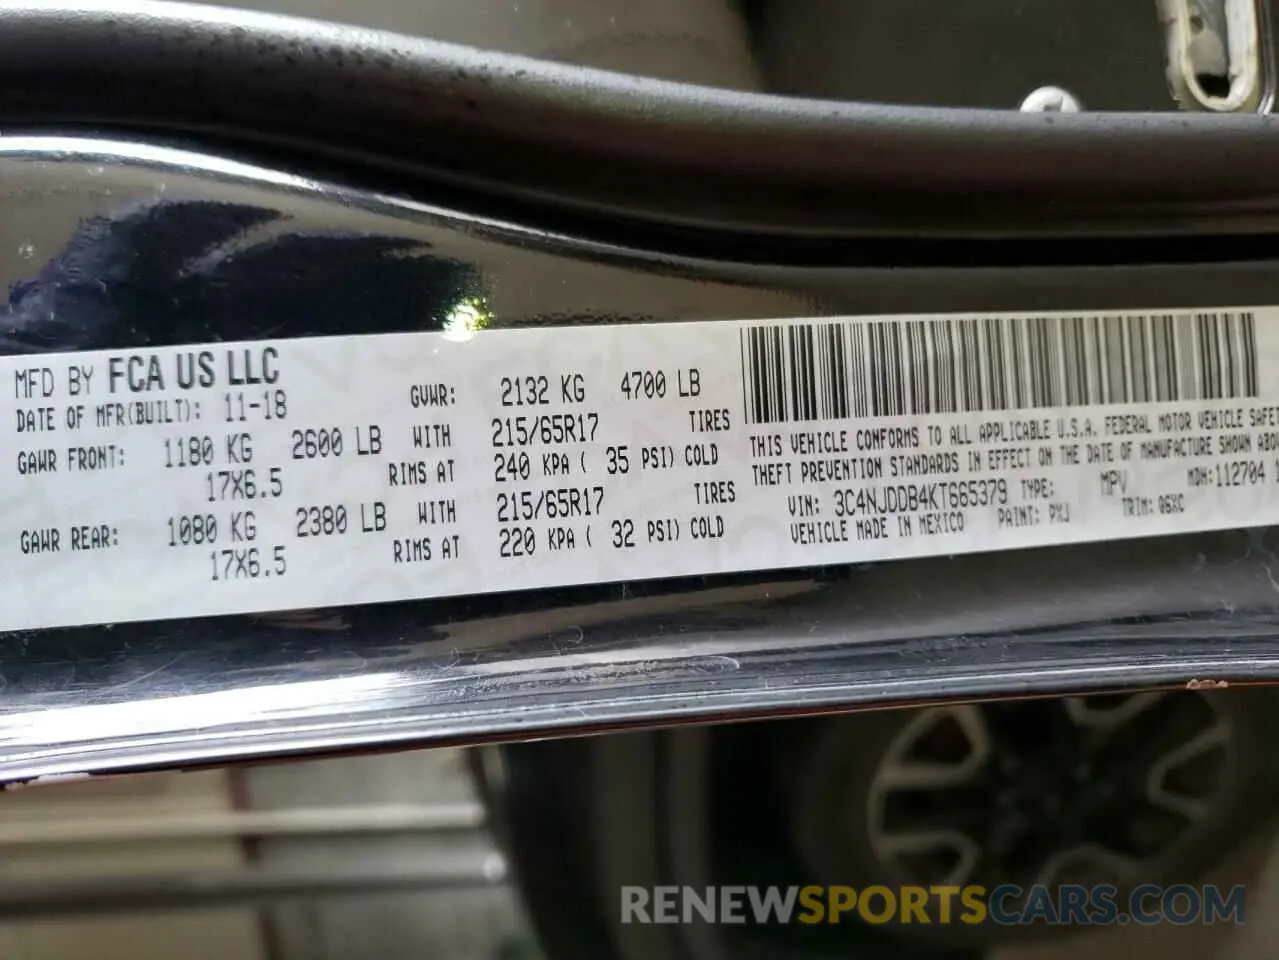 MFD BY FCA US LLC
DATE OF MFR(BUILT): 11-18
GVWR: 2132 KG 4700 LB
GAWR FRONT: 1180 KG 2600 LB WITH 215/65R17 TIRES
17X6.5 RIMS AT 240 KPA ( 35 PSI) COLD
GAWR REAR: 1080 KG 2380 LB WITH 215/65R17 TIRES
17X6.5 RIMS AT 220 KPA ( 32 PSI) COLD
THIS VEHICLE CONFORMS TO ALL APPLICABLE U.S.A. FEDERAL MOTOR VEHICLE
THEFT PREVENTION STANDARDS IN EFFECT ON THE DATE OF MANUFACTURE SHOWN
VIN: 3C4NJDDB4KT665379 TYPE: MPV MDH: 112704
VEHICLE MADE IN MEXICO PAINT: PXJ TRIM: 06XC
RENEWSPORTSCARS.COM